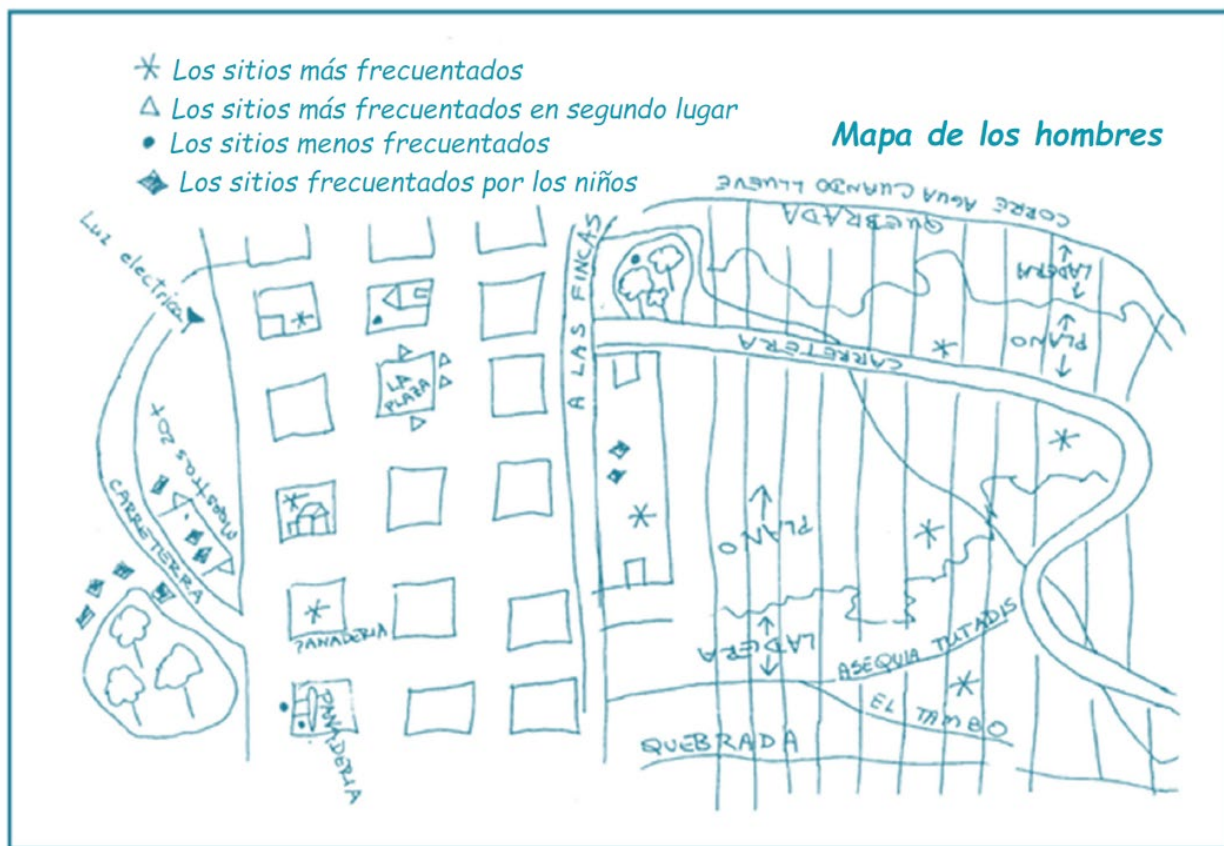 Los sitios más frecuentados
Los sitios más frecuentados en segundo lugar
Los sitios menos frecuentados
Los sitios frecuentados por los niños
Mapa de los hombres
CORRE AGUA CUANDO LLUEVE
QUEBRADA
LADERA
PLANO
Luz electrica
A LAS FINCAS
CARRETERA
LA
PLAZA
CARRETERRA
PLANO
PANADERIA
LADERA
ASEQUIA TUTADIS
EL TAMBO
PANADERIA
QUEBRADA